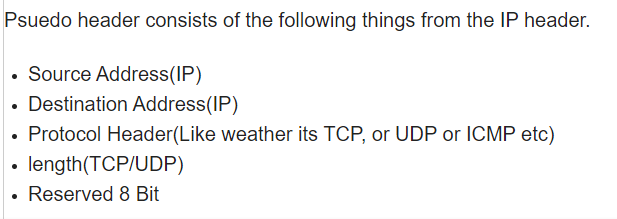 Psuedo header consists of the following things from the IP header.
• Source Address(IP)
• Destination Address(IP)
• Protocol Header(Like weather its TCP, or UDP or ICMP etc)
• length(TCP/UDP)
• Reserved 8 Bit